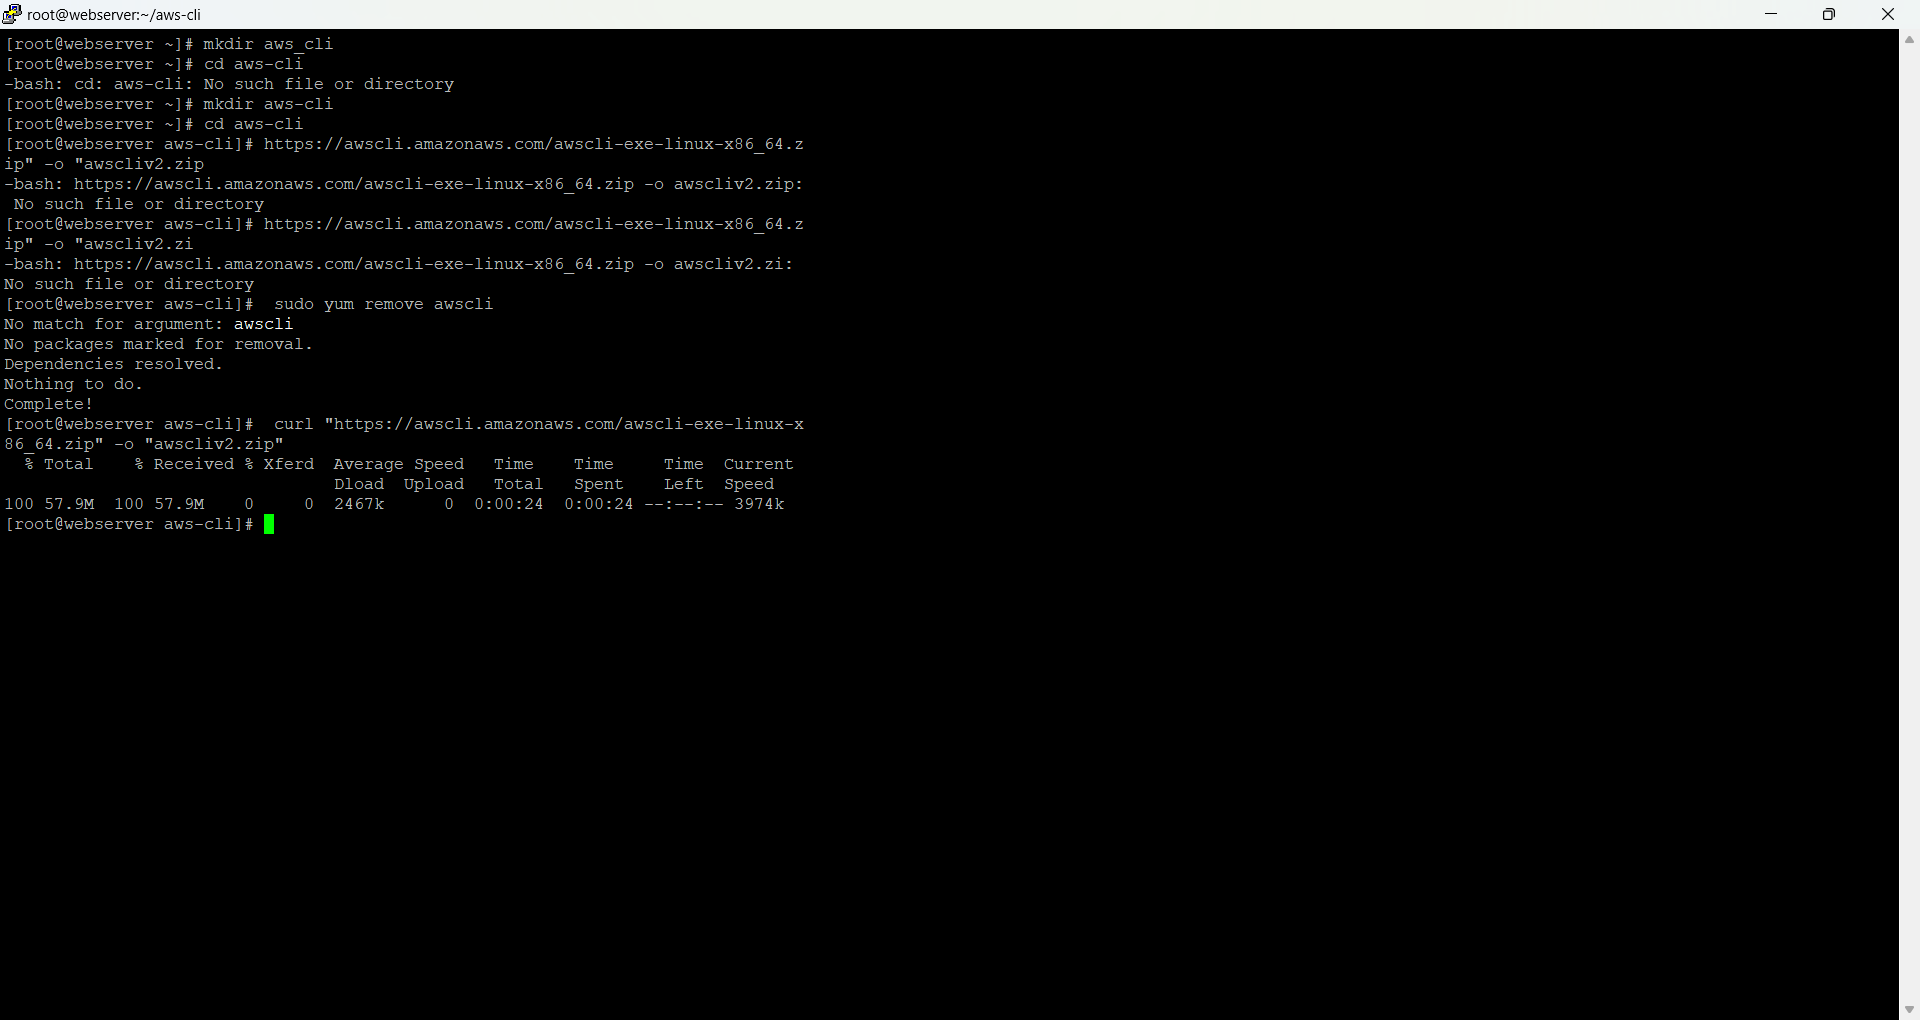 root@webserver:~/aws-cli
[root@webserver ~]# mkdir aws_cli
[root@webserver ~]# cd aws-cli
-bash: cd: aws-cli: No such file or directory
[root@webserver ~]# mkdir aws-cli
[root@webserver ~]# cd aws-cli
[root@webserver aws-cli]# https://awscli.amazonaws.com/awscli-exe-linux-x86_64.z
ip" -o "awscliv2.zip
-bash: https://awscli.amazonaws.com/awscli-exe-linux-x86_64.zip -o awscliv2.zip:
 No such file or directory
[root@webserver aws-cli]# https://awscli.amazonaws.com/awscli-exe-linux-x86_64.z
ip" -o "awscliv2.zi
-bash: https://awscli.amazonaws.com/awscli-exe-linux-x86_64.zip -o awscliv2.zi:
No such file or directory
[root@webserver aws-cli]#  sudo yum remove awscli
No match for argument: awscli
No packages marked for removal.
Dependencies resolved.
Nothing to do.
Complete!
[root@webserver aws-cli]#  curl "https://awscli.amazonaws.com/awscli-exe-linux-x
86_64.zip" -o "awscliv2.zip"
  % Total    % Received % Xferd  Average Speed   Time    Time     Time  Current
                                 Dload  Upload   Total   Spent    Left  Speed
100 57.9M  100 57.9M    0     0  2467k      0  0:00:24  0:00:24 --:--:-- 3974k
[root@webserver aws-cli]#